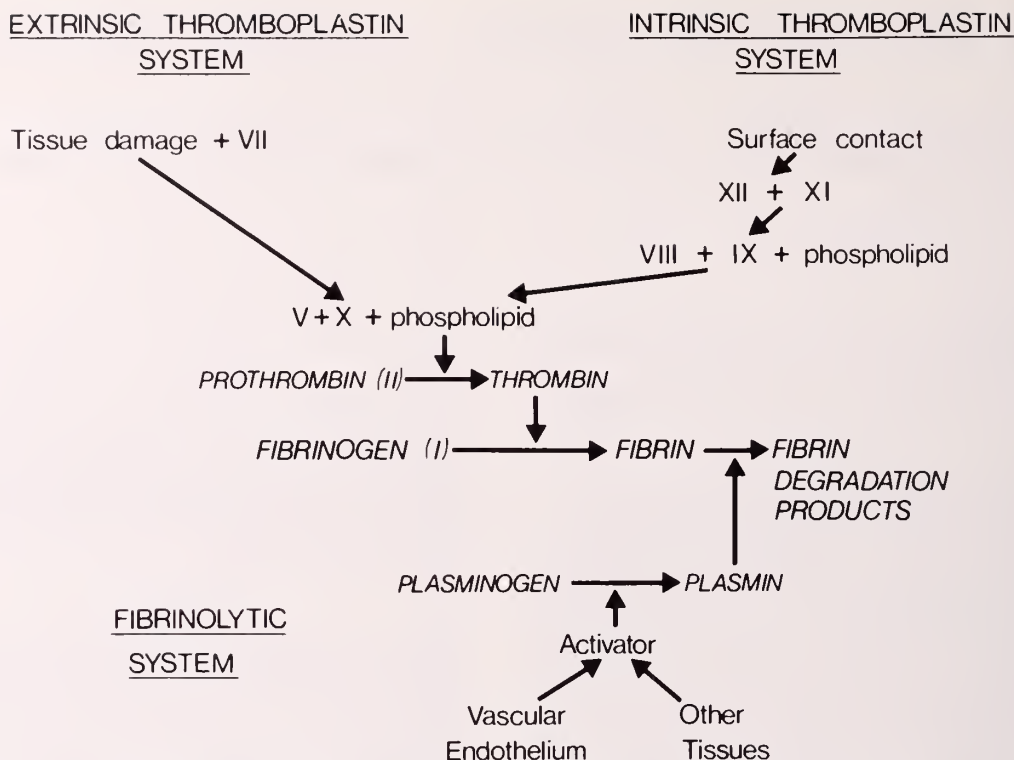 EXTRINSIC THROMBOPLASTIN
SYSTEM
INTRINSIC THROMBOPLASTIN
SYSTEM
Tissue damage + VII
Surface contact
XII + XI
VIII + IX + phospholipid
V + X + phospholipid
PROTHROMBIN (II) THROMBIN
FIBRINOGEN (I) FIBRIN FIBRIN
DEGRADATION
PRODUCTS
PLASMINOGEN PLASMIN
FIBRINOLYTIC
SYSTEM
Activator
Vascular
Endothelium
Other
Tissues